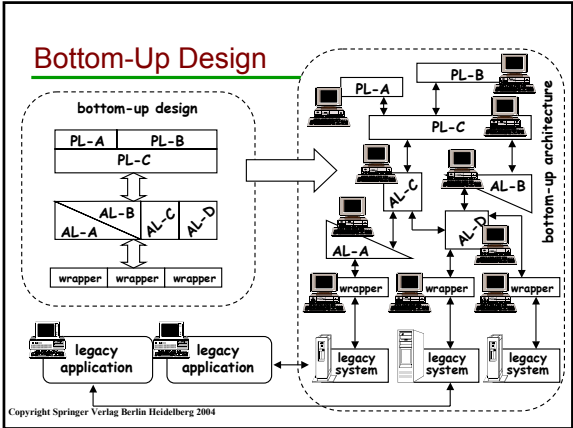 Bottom-Up Design
bottom-up design
PL-A PL-B
PL-C
AL-B
AL-A
AL-C
AL-D
wrapper wrapper wrapper
legacy
application
legacy
application
PL-B
PL-A
PL-C
AL-C
AL-B
AL-D
AL-A
wrapper wrapper wrapper
legacy
system
legacy
system
legacy
system
bottom-up architecture
Copyright Springer Verlag Berlin Heidelberg 2004